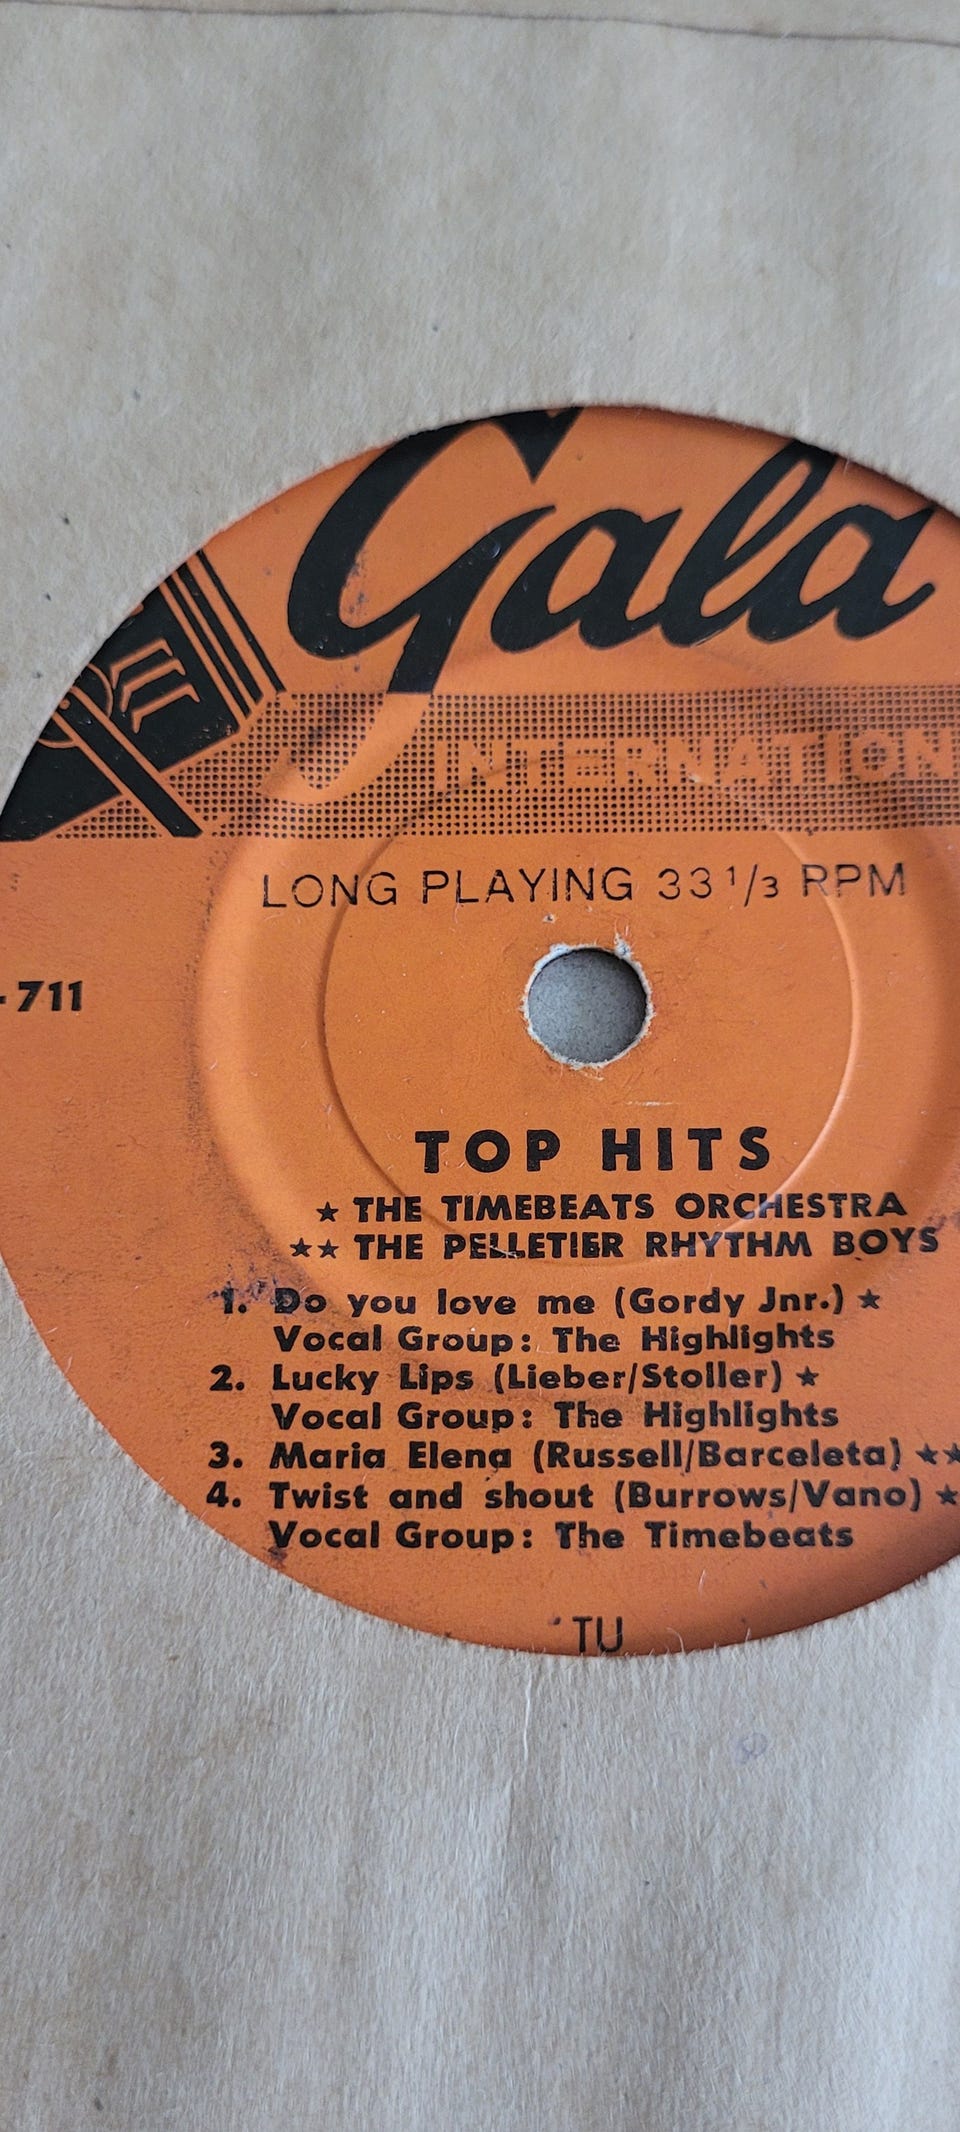 Gala
INTERNATION
LONG PLAYING 33 1/3 RPM
- 711
TOP HITS
★ THE TIMEBEATS ORCHESTRA
★★ THE PELLETIER RHYTHM BOYS
1. Do you love me (Gordy Jnr.) ★
Vocal Group: The Highlights
2. Lucky Lips (Lieber/Stoller) ★
Vocal Group: The Highlights
3. Maria Elena (Russell/Barceleta) ★★
4. Twist and shout (Burrows/Vano) ★
Vocal Group: The Timebeats
TU